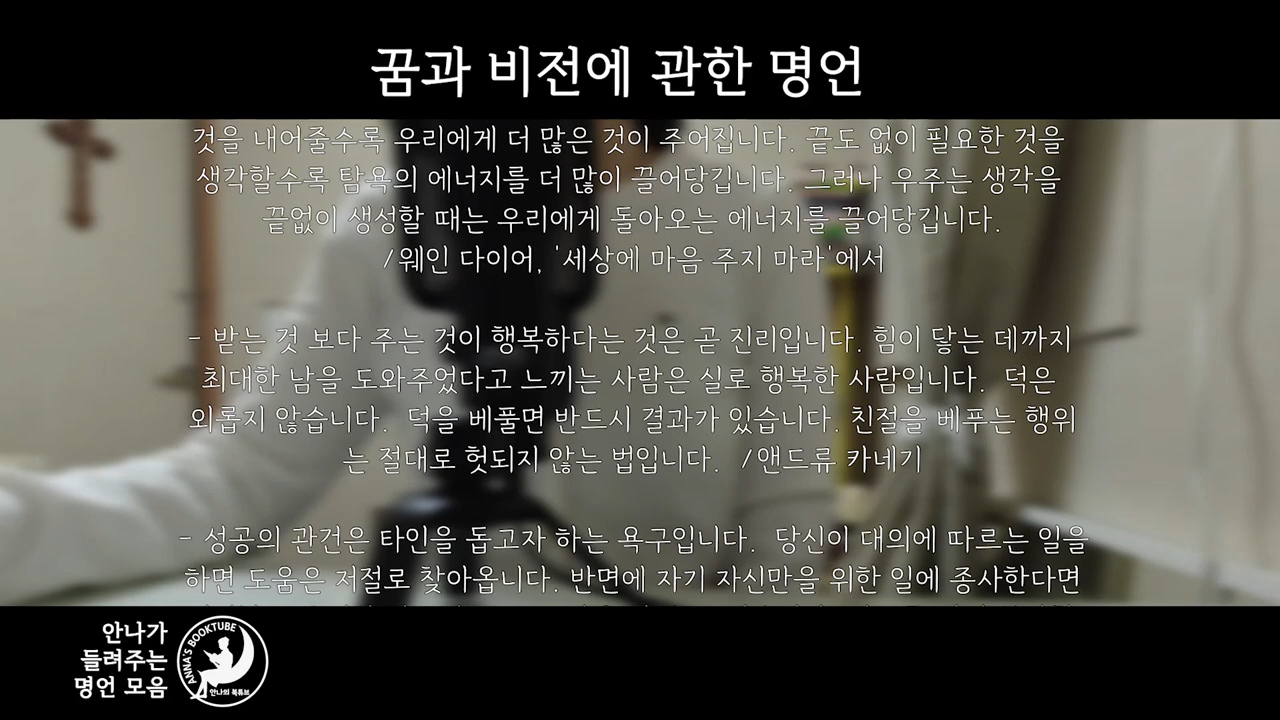 꿈과 비전에 관한 명언
것을 내어줄수록 우리에게 더 많은 것이 주어집니다. 끝도 없이 필요한 것을
생각할수록 탐욕의 에너지를 더 많이 끌어당깁니다. 그러나 우주는 생각을
끝없이 생성할 때는 우리에게 돌아오는 에너지를 끌어당깁니다.
/웨인 다이어, '세상에 마음 주지 마라'에서
- 받는 것 보다 주는 것이 행복하다는 것은 곧 진리입니다. 힘이 닿는 데까지
최대한 남을 도와주었다고 느끼는 사람은 실로 행복한 사람입니다. 덕은
외롭지 않습니다. 덕을 베풀면 반드시 결과가 있습니다. 친절을 베푸는 행위
는 절대로 헛되지 않는 법입니다. /앤드류 카네기
- 성공의 관건은 타인을 돕고자 하는 욕구입니다. 당신이 대의에 따르는 일을
하면 도움은 저절로 찾아옵니다. 반면에 자기 자신만을 위한 일에 종사한다면
안나가
들려주는
명언 모음
ANNA'S BOOKTUBE
안나의 북튜브